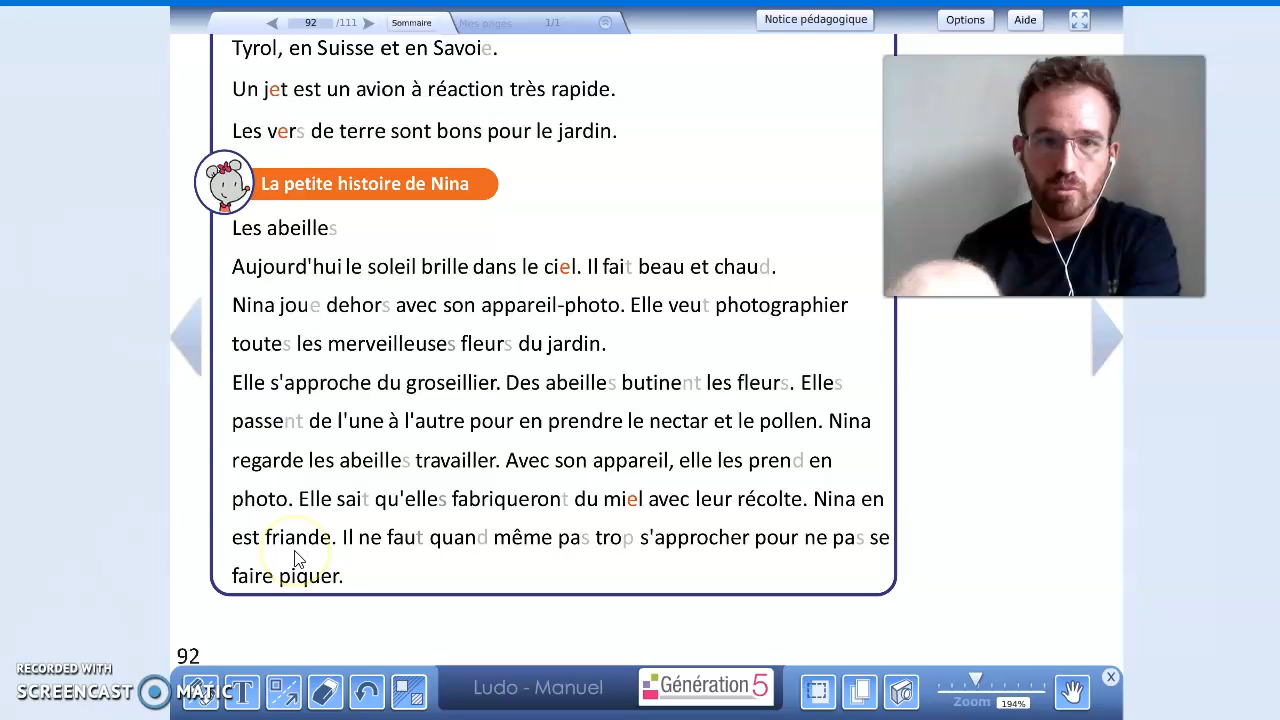 92 /111 Sommaire Mes pages 1/1 Notice pédagogique Options Aide
Tyrol, en Suisse et en Savoie.
Un jet est un avion à réaction très rapide.
Les vers de terre sont bons pour le jardin.
La petite histoire de Nina
Les abeilles
Aujourd'hui le soleil brille dans le ciel. Il fait beau et chaud.
Nina joue dehors avec son appareil-photo. Elle veut photographier
toutes les merveilleuses fleurs du jardin.
Elle s'approche du groseillier. Des abeilles butinent les fleurs. Elles
passent de l'une à l'autre pour en prendre le nectar et le pollen. Nina
regarde les abeilles travailler. Avec son appareil, elle les prend en
photo. Elle sait qu'elles fabriqueront du miel avec leur récolte. Nina en
est friande. Il ne faut quand même pas trop s'approcher pour ne pas se
faire piquer.
92
RECORDED WITH
SCREENCAST MATIC
T
Ludo - Manuel
Génération 5
Zoom 194%